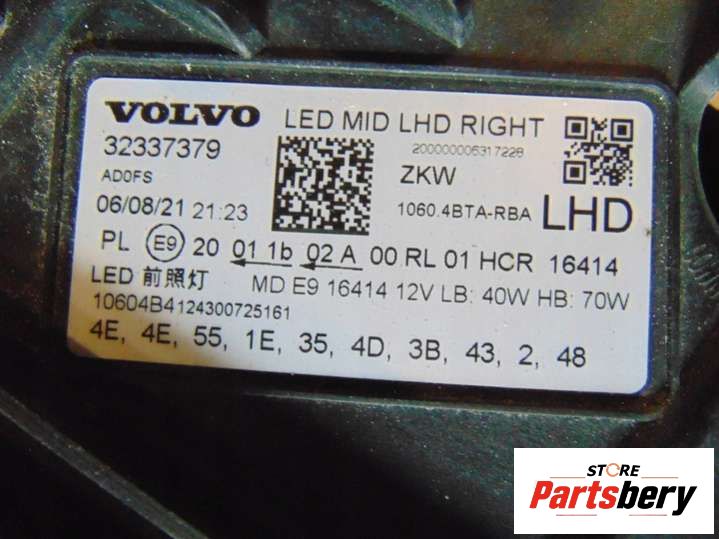 VOLVO LED MID LHD RIGHT
32337379 200000006317228
AD0FS ZKW
06/08/21 21:23 1060.4BTA-RBA LHD
PL E9 20 01 1b 02 A 00 RL 01 HCR 16414
LED 前照灯 MD E9 16414 12V LB: 40W HB: 70W
10604B4124300725161
4E, 4E, 55, 1E, 35, 4D, 3B, 43, 2, 48
STORE
Partsbery